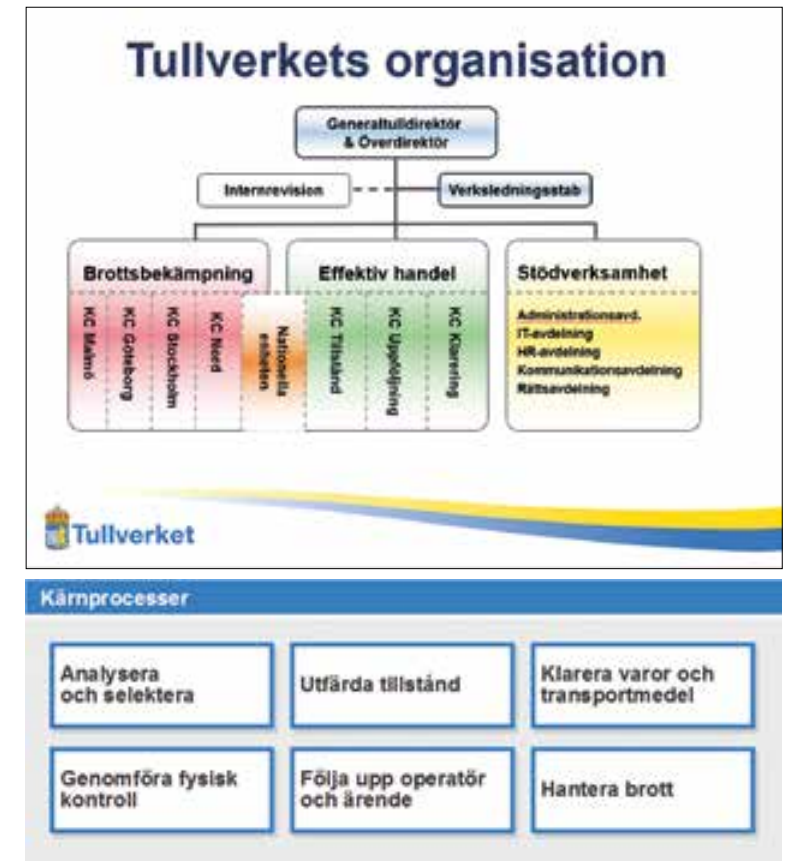 Tullverkets organisation
Generaltulldirektör
& Överdirektör
Internrevision
Verksledningsstab
Brottsbekämpning
Effektiv handel
Stödverksamhet
KC Malmö
KC Göteborg
KC Stockholm
KC Nord
Nationella
enheten
KC Tillstånd
KC Uppföljning
KC Klarering
Administrationsavd.
IT-avdelning
HR-avdelning
Kommunikationsavdelning
Rättsavdelning
Tullverket
Kärnprocesser
Analysera
och selektera
Utfärda tillstånd
Klarera varor och
transportmedel
Genomföra fysisk
kontroll
Följa upp operatör
och ärende
Hantera brott